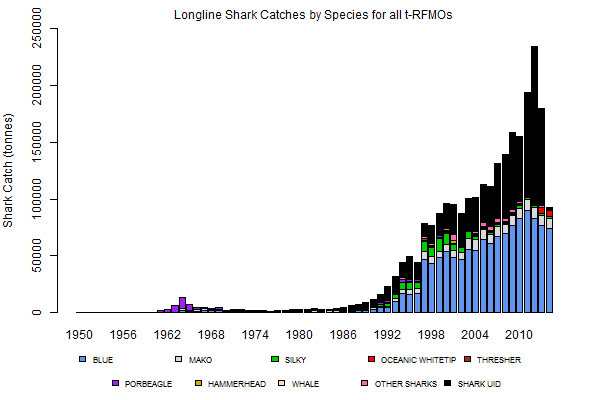 Longline Shark Catches by Species for all t-RFMOs
Shark Catch (tonnes)
250000
200000
150000
100000
50000
0
1950 1956 1962 1968 1974 1980 1986 1992 1998 2004 2010
BLUE MAKO SILKY OCEANIC WHITETIP THRESHER
PORBEAGLE HAMMERHEAD WHALE OTHER SHARKS SHARK UID